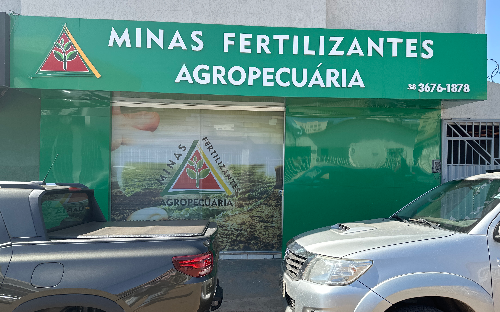 MINAS FERTILIZANTES
AGROPECUÁRIA
38 3676-1878
MINAS FERTILIZANTES
AGROPECUÁRIA